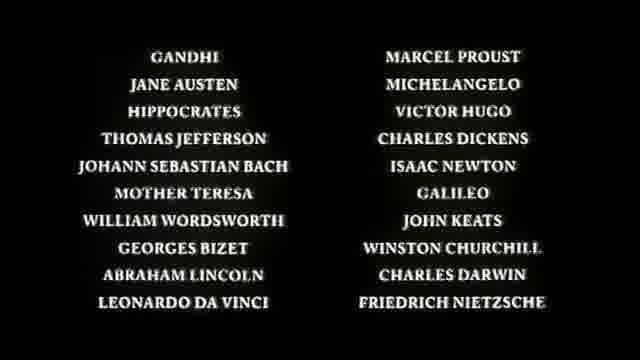 GANDHI
JANE AUSTEN
HIPPOCRATES
THOMAS JEFFERSON
JOHANN SEBASTIAN BACH
MOTHER TERESA
WILLIAM WORDSWORTH
GEORGES BIZET
ABRAHAM LINCOLN
LEONARDO DA VINCI
MARCEL PROUST
MICHELANGELO
VICTOR HUGO
CHARLES DICKENS
ISAAC NEWTON
GALILEO
JOHN KEATS
WINSTON CHURCHILL
CHARLES DARWIN
FRIEDRICH NIETZSCHE